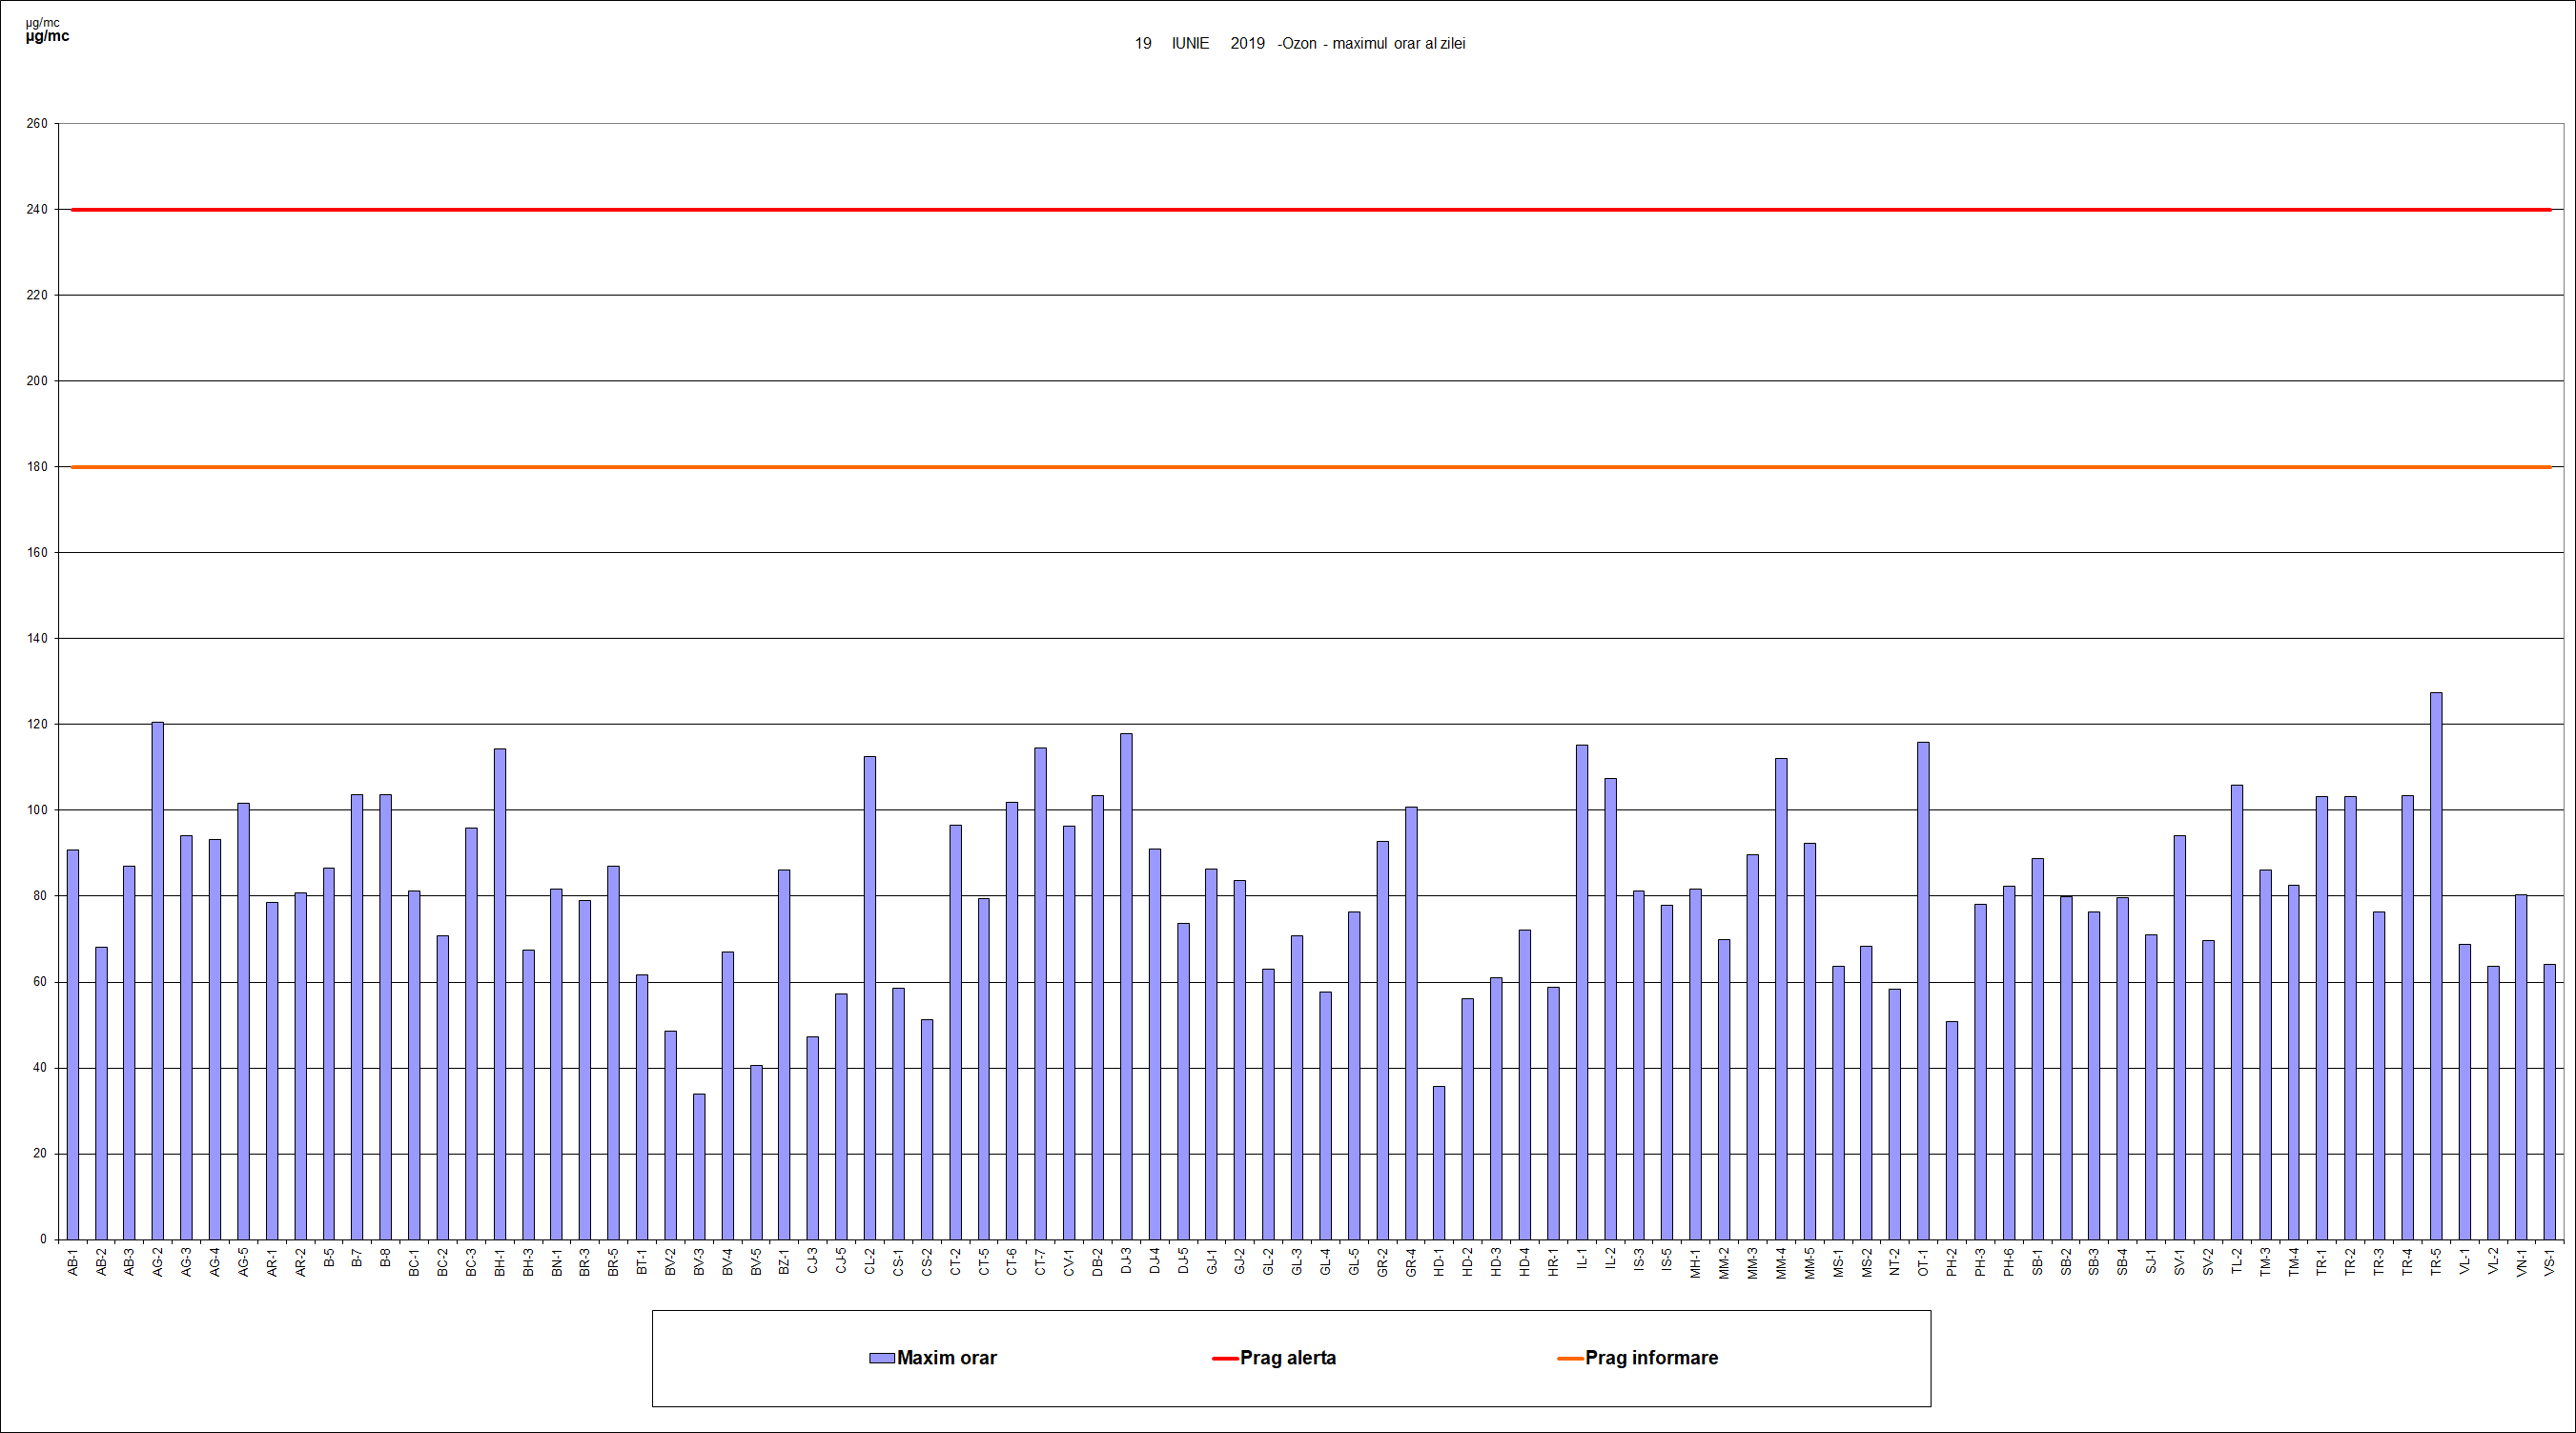 µg/mc
µg/mc
19 IUNIE 2019 -Ozon - maximul orar al zilei
260
240
220
200
180
160
140
120
100
80
60
40
20
0
AB-1 AB-2 AB-3 AG-2 AG-3 AG-4 AG-5 AR-1 AR-2 B-5 B-7 B-8 BC-1 BC-2 BC-3 BH-1 BH-3 BN-1 BR-3 BR-5 BT-1 BV-2 BV-3 BV-4 BV-5 BZ-1 CJ-3 CJ-5 CL-2 CS-1 CS-2 CT-2 CT-5 CT-6 CT-7 CV-1 DB-2 DJ-3 DJ-4 DJ-5 GJ-1 GJ-2 GL-2 GL-3 GL-4 GL-5 GR-2 GR-4 HD-1 HD-2 HD-3 HD-4 HR-1 IL-1 IL-2 IS-3 IS-5 MH-1 MM-2 MM-3 MM-4 MM-5 MS-1 MS-2 NT-2 OT-1 PH-2 PH-3 PH-6 SB-1 SB-2 SB-3 SB-4 SJ-1 SV-1 SV-2 TL-2 TM-3 TM-4 TR-1 TR-2 TR-3 TR-4 TR-5 VL-1 VL-2 VN-1 VS-1
Maxim orar Prag alerta Prag informare